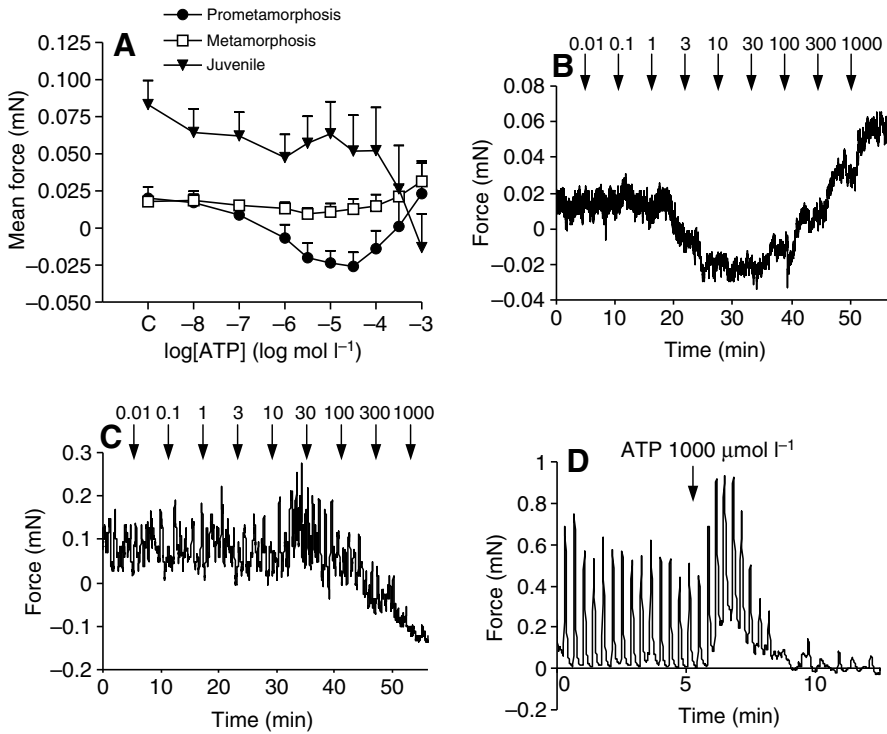 Prometamorphosis
Metamorphosis
Juvenile
A
Mean force (mN)
0.125
0.100
0.075
0.050
0.025
0
−0.025
−0.050
C −8 −7 −6 −5 −4 −3
log[ATP] (log mol l−1)
0.01 0.1 1 3 10 30 100 300 1000
B
Force (mN)
0.08
0.06
0.04
0.02
0
−0.02
−0.04
0 10 20 30 40 50
Time (min)
0.01 0.1 1 3 10 30 100 300 1000
C
Force (mN)
0.3
0.2
0.1
0
−0.1
−0.2
0 10 20 30 40 50
Time (min)
D
ATP 1000 μmol l−1
Force (mN)
1
0.8
0.6
0.4
0.2
0
−0.2
0 5 10
Time (min)